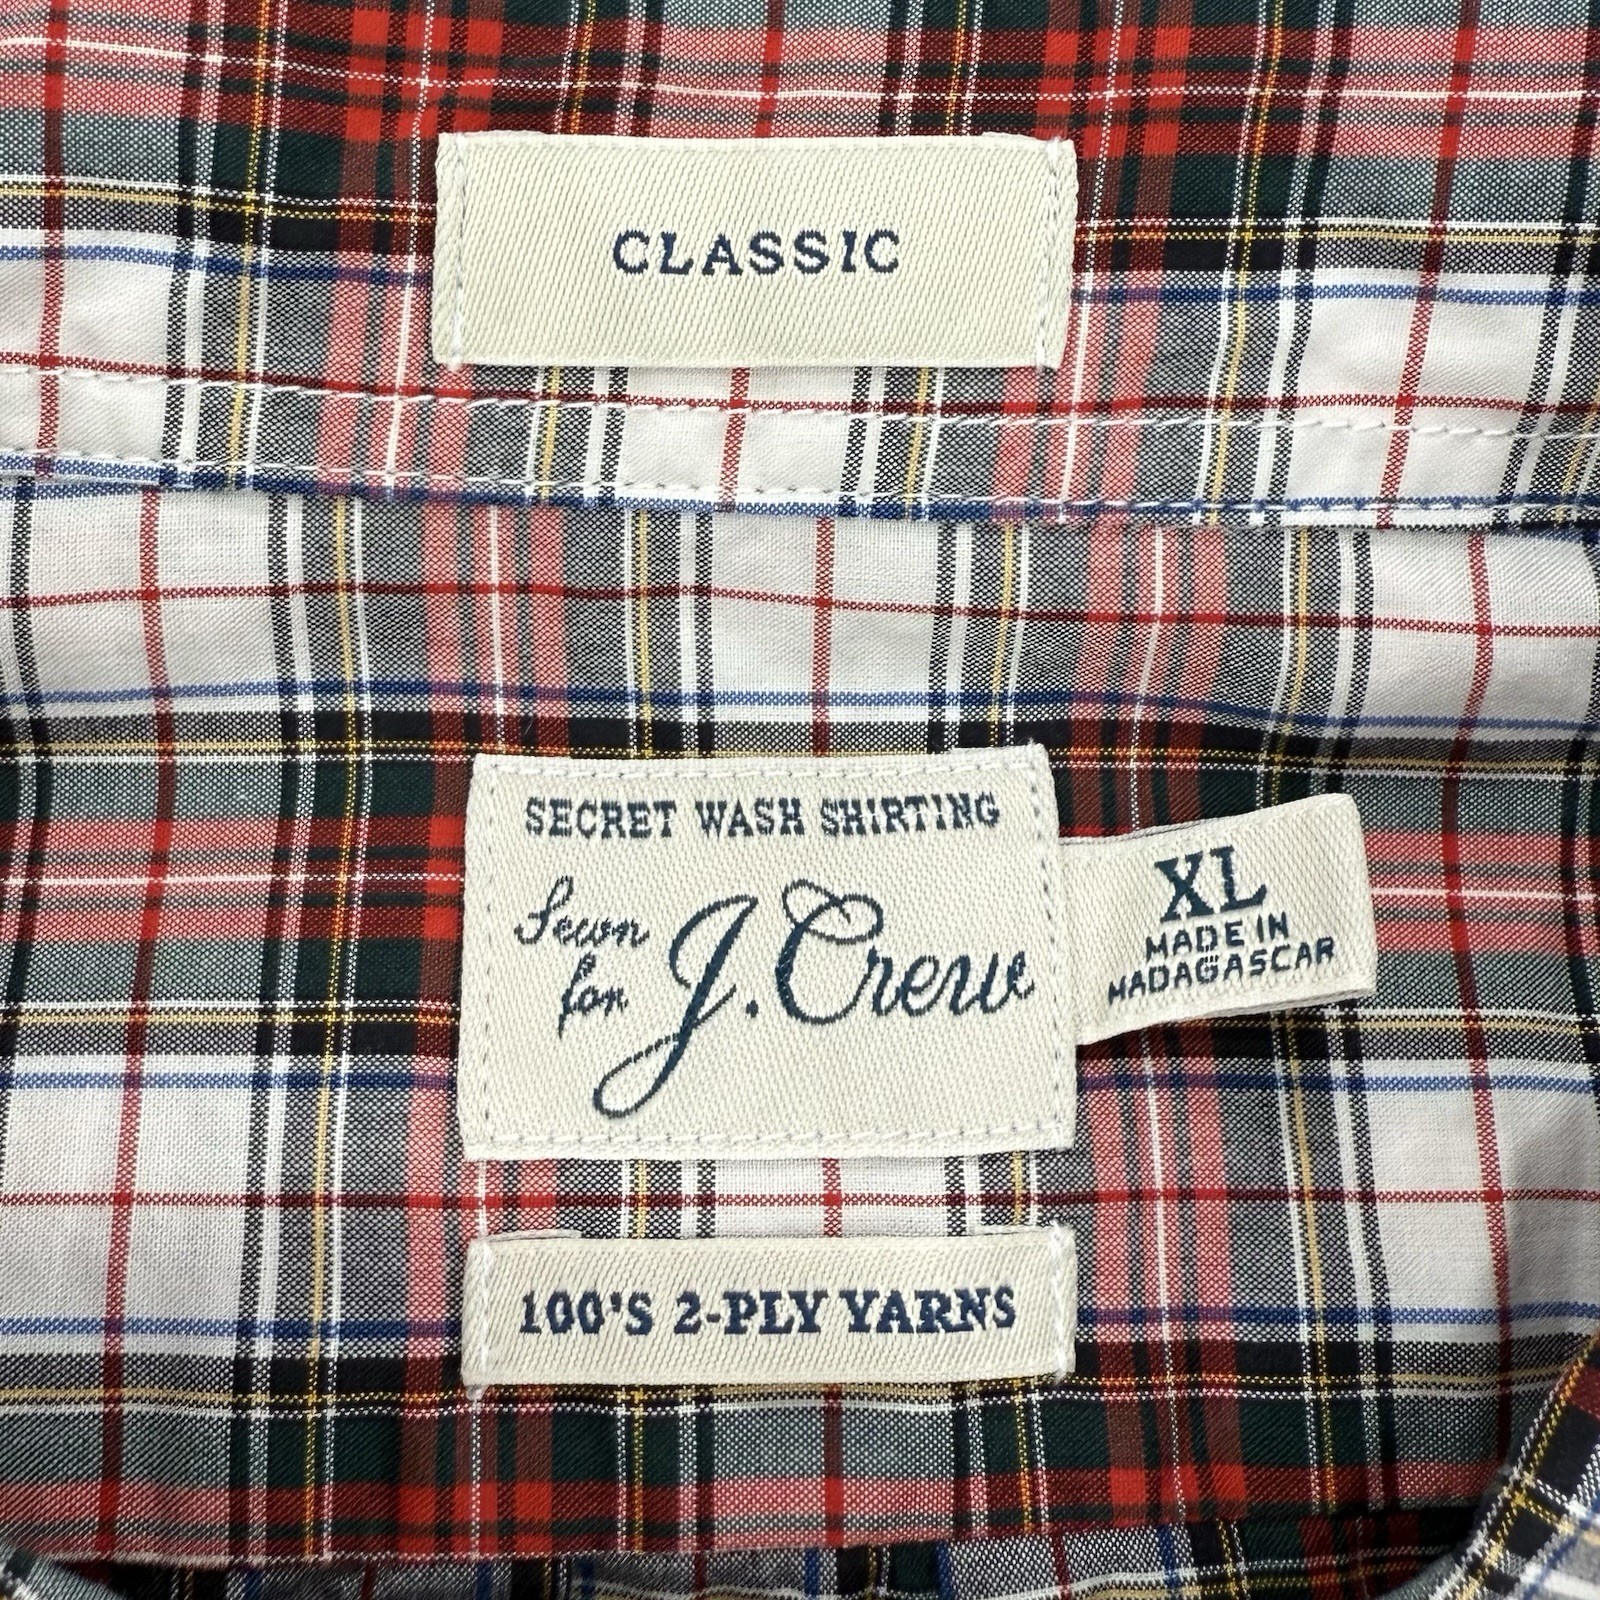 CLASSIC
SECRET WASH SHIRTING
Sewn
for J.Crew
XL
MADE IN
MADAGASCAR
100'S 2-PLY YARNS